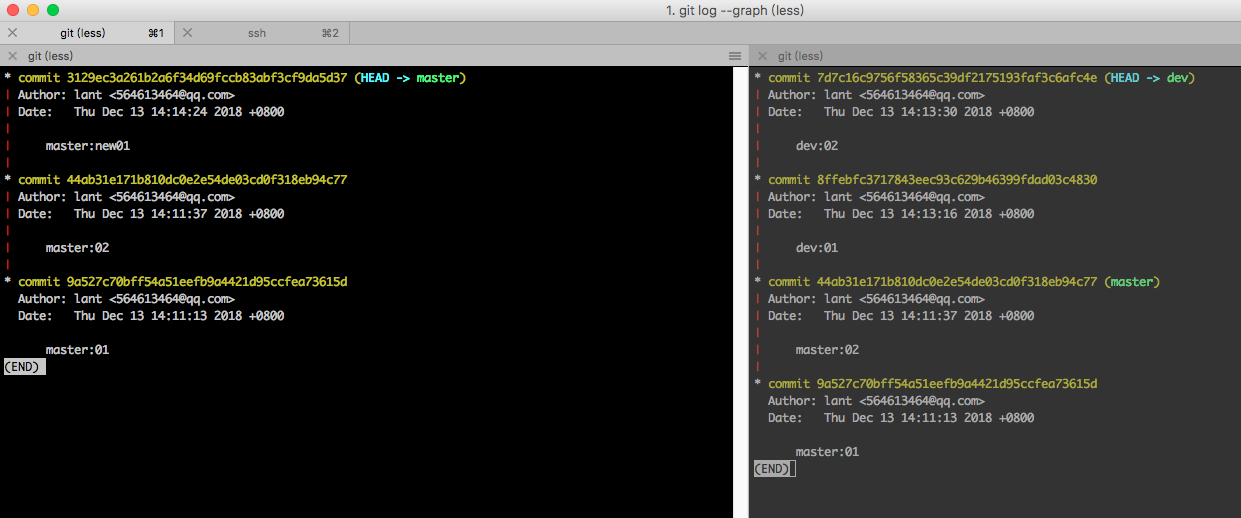 1. git log --graph (less)
git (less) ⌘1
ssh ⌘2
git (less)
* commit 3129ec3a261b2a6f34d69fccb83abf3cf9da5d37 (HEAD -> master)
| Author: lant <564613464@qq.com>
| Date:   Thu Dec 13 14:14:24 2018 +0800
|
|     master:new01
|
* commit 44ab31e171b810dc0e2e54de03cd0f318eb94c77
| Author: lant <564613464@qq.com>
| Date:   Thu Dec 13 14:11:37 2018 +0800
|
|     master:02
|
* commit 9a527c70bff54a51eefb9a4421d95ccfea73615d
  Author: lant <564613464@qq.com>
  Date:   Thu Dec 13 14:11:13 2018 +0800

      master:01
(END)
git (less)
* commit 7d7c16c9756f58365c39df2175193faf3c6afc4e (HEAD -> dev)
| Author: lant <564613464@qq.com>
| Date:   Thu Dec 13 14:13:30 2018 +0800
|
|     dev:02
|
* commit 8ffebfc3717843eec93c629b46399fdad03c4830
| Author: lant <564613464@qq.com>
| Date:   Thu Dec 13 14:13:16 2018 +0800
|
|     dev:01
|
* commit 44ab31e171b810dc0e2e54de03cd0f318eb94c77 (master)
| Author: lant <564613464@qq.com>
| Date:   Thu Dec 13 14:11:37 2018 +0800
|
|     master:02
|
* commit 9a527c70bff54a51eefb9a4421d95ccfea73615d
  Author: lant <564613464@qq.com>
  Date:   Thu Dec 13 14:11:13 2018 +0800

      master:01
(END)